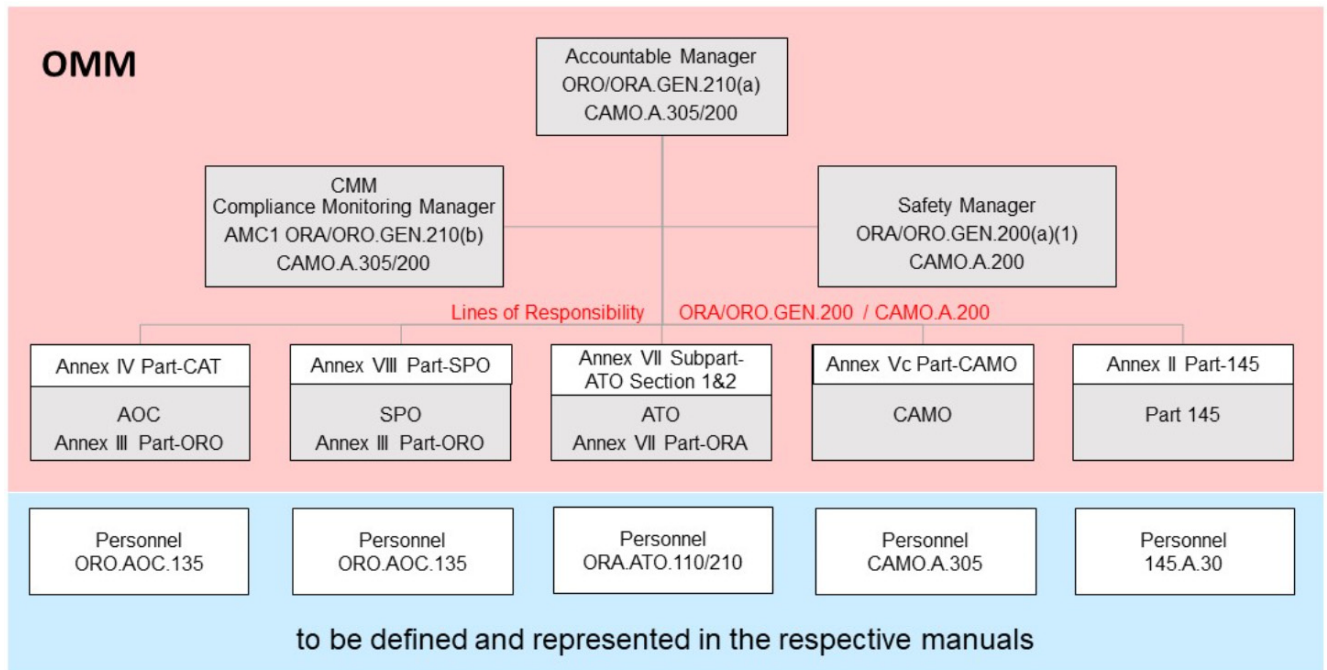 OMM
Accountable Manager
ORO/ORA.GEN.210(a)
CAMO.A.305/200
CMM
Compliance Monitoring Manager
AMC1 ORA/ORO.GEN.210(b)
CAMO.A.305/200
Safety Manager
ORA/ORO.GEN.200(a)(1)
CAMO.A.200
Lines of Responsibility ORA/ORO.GEN.200 / CAMO.A.200
Annex IV Part-CAT
AOC
Annex III Part-ORO
Annex VIII Part-SPO
SPO
Annex III Part-ORO
Annex VII Subpart-
ATO Section 1&2
ATO
Annex VII Part-ORA
Annex Vc Part-CAMO
CAMO
Annex II Part-145
Part 145
Personnel
ORO.AOC.135
Personnel
ORO.AOC.135
Personnel
ORA.ATO.110/210
Personnel
CAMO.A.305
Personnel
145.A.30
to be defined and represented in the respective manuals